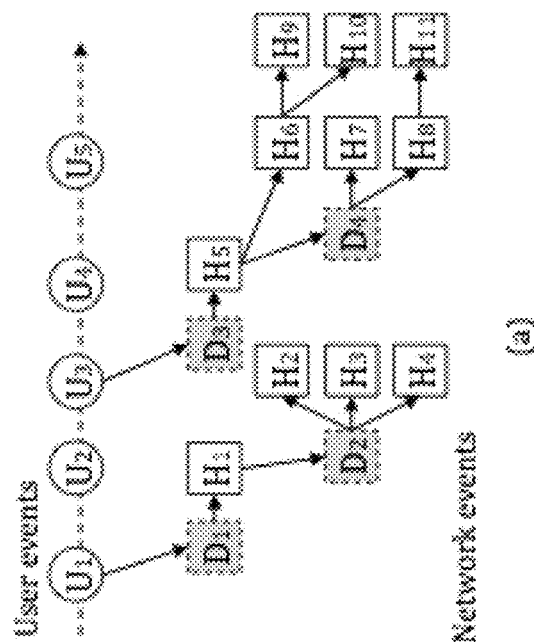 User events
U₁ U₂ U₃ U₄ U₅
D₁ H₁ D₃ H₅
D₂ H₂ D₄ H₆ H₉
H₃ H₇ H₁₀
H₄ H₈ H₁₁
Network events
(a)